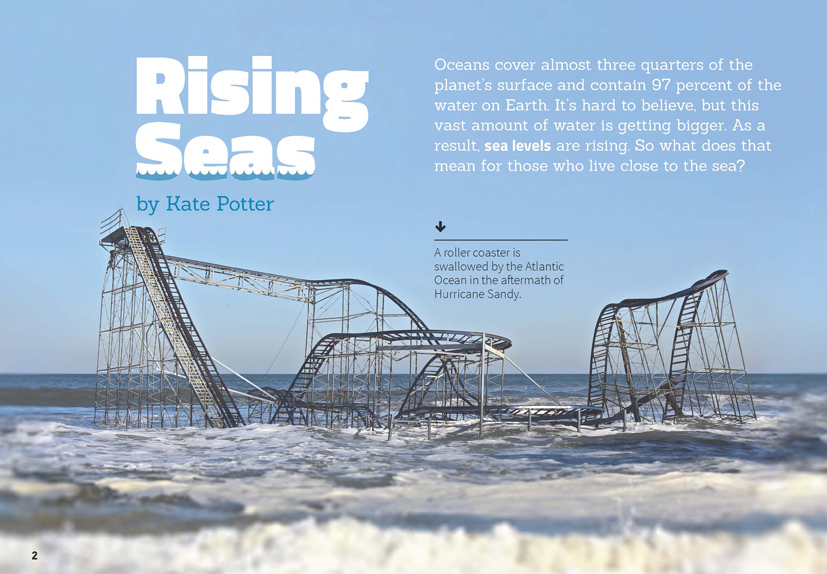 Rising
Seas
by Kate Potter
Oceans cover almost three quarters of the
planet's surface and contain 97 percent of the
water on Earth. It's hard to believe, but this
vast amount of water is getting bigger. As a
result, sea levels are rising. So what does that
mean for those who live close to the sea?
A roller coaster is
swallowed by the Atlantic
Ocean in the aftermath of
Hurricane Sandy.
2